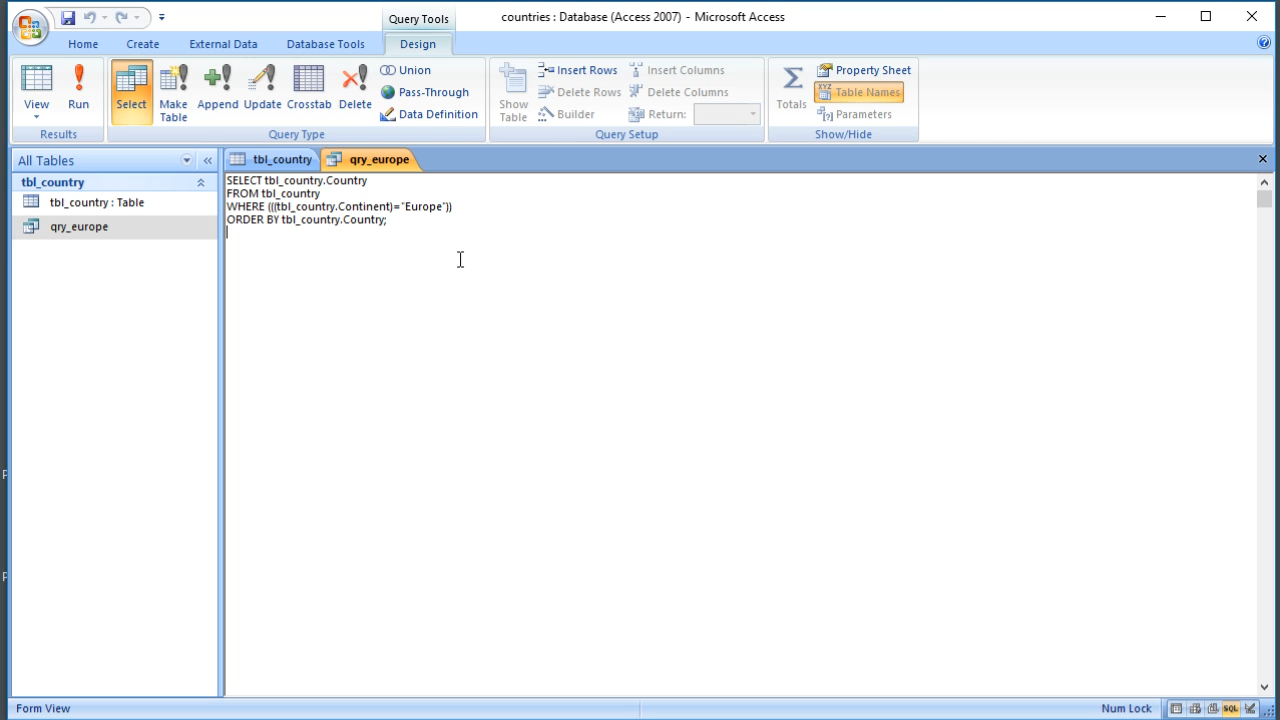 countries : Database (Access 2007) - Microsoft Access
Query Tools
Home
Create
External Data
Database Tools
Design
View
Run
Select
Make Table
Append
Update
Crosstab
Delete
Union
Pass-Through
Data Definition
Show Table
Insert Rows
Delete Rows
Builder
Insert Columns
Delete Columns
Return:
Totals
XYZ
Property Sheet
Table Names
Parameters
Results
Query Type
Query Setup
Show/Hide
All Tables
tbl_country
qry_europe
tbl_country
tbl_country : Table
qry_europe
SELECT tbl_country.Country
FROM tbl_country
WHERE (((tbl_country.Continent)="Europe"))
ORDER BY tbl_country.Country;
Form View
Num Lock
SQL